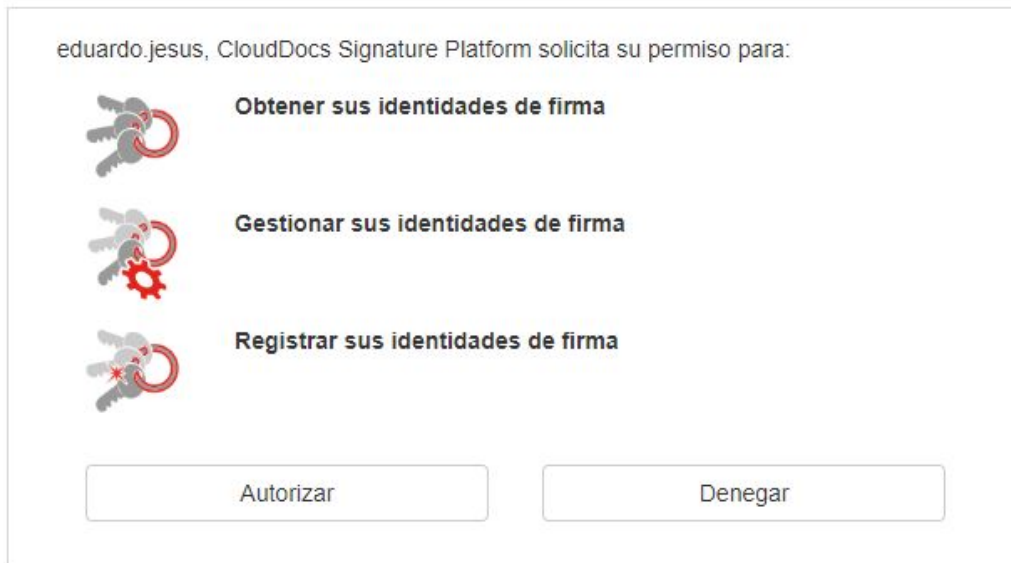 eduardo.jesus, CloudDocs Signature Platform solicita su permiso para:
Obtener sus identidades de firma
Gestionar sus identidades de firma
Registrar sus identidades de firma
Autorizar
Denegar